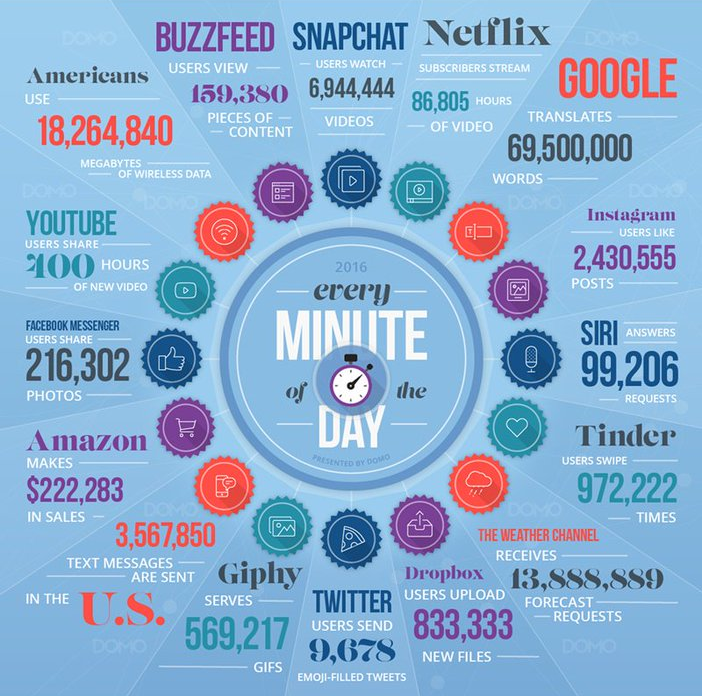 Americans
USE
18,264,840
MEGABYTES
OF WIRELESS DATA
BUZZFEED
USERS VIEW
159,380
PIECES OF
CONTENT
SNAPCHAT
USERS WATCH
6,944,444
VIDEOS
Netflix
SUBSCRIBERS STREAM
86,805 HOURS
OF VIDEO
GOOGLE
TRANSLATES
69,500,000
WORDS
Instagram
USERS LIKE
2,430,555
POSTS
SIRI ANSWERS
99,206
REQUESTS
Tinder
USERS SWIPE
972,222
TIMES
THE WEATHER CHANNEL
RECEIVES
13,888,889
FORECAST
REQUESTS
Dropbox
USERS UPLOAD
833,333
NEW FILES
TWITTER
USERS SEND
9,678
EMOJI-FILLED TWEETS
Giphy
SERVES
569,217
GIFS
3,567,850
TEXT MESSAGES
ARE SENT
IN THE U.S.
Amazon
MAKES
$222,283
IN SALES
FACEBOOK MESSENGER
USERS SHARE
216,302
PHOTOS
YOUTUBE
USERS SHARE
400 HOURS
OF NEW VIDEO
2016
every
MINUTE
of the
DAY
PRESENTED BY DOMO
DOMO
DOMO
DOMO
DOMO
DOMO
DOMO